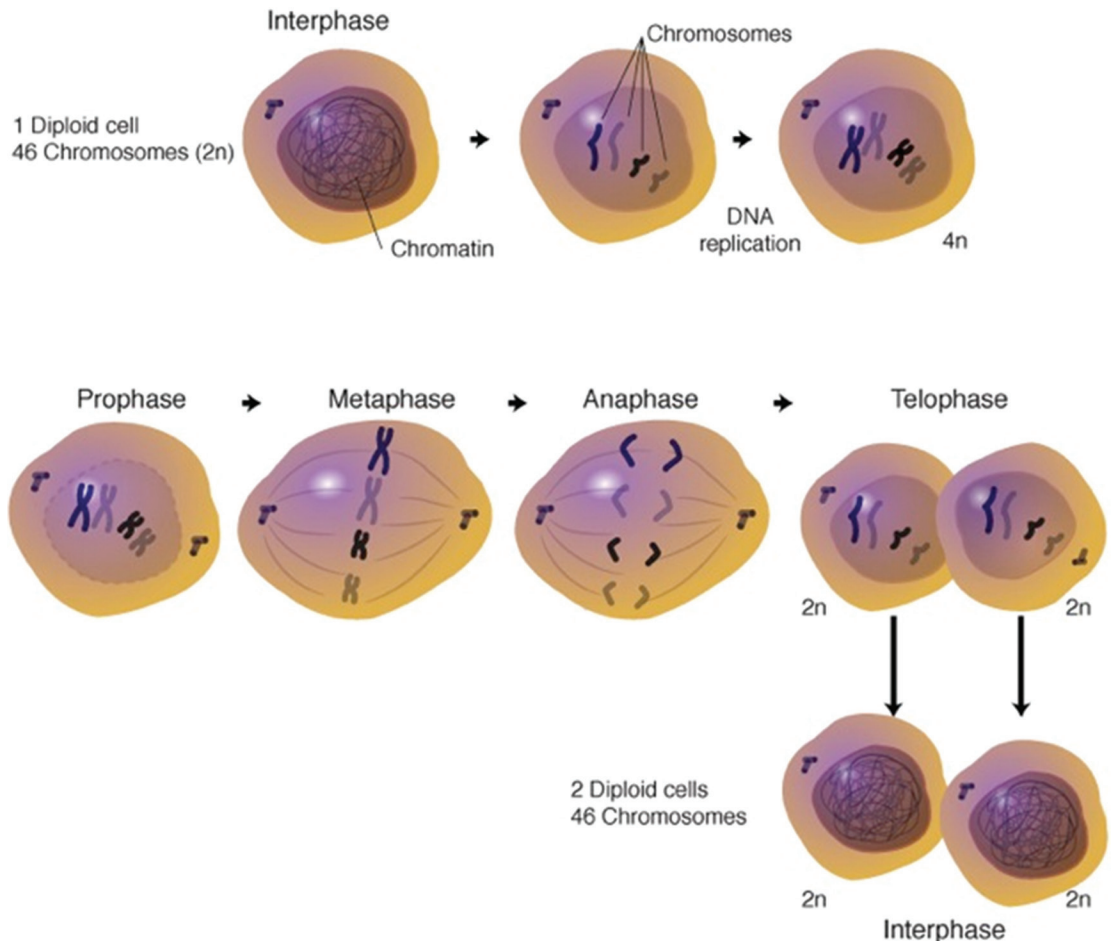 Interphase
Chromosomes
1 Diploid cell
46 Chromosomes (2n)
Chromatin
DNA
replication
4n
Prophase
Metaphase
Anaphase
Telophase
2n
2n
2 Diploid cells
46 Chromosomes
2n
2n
Interphase